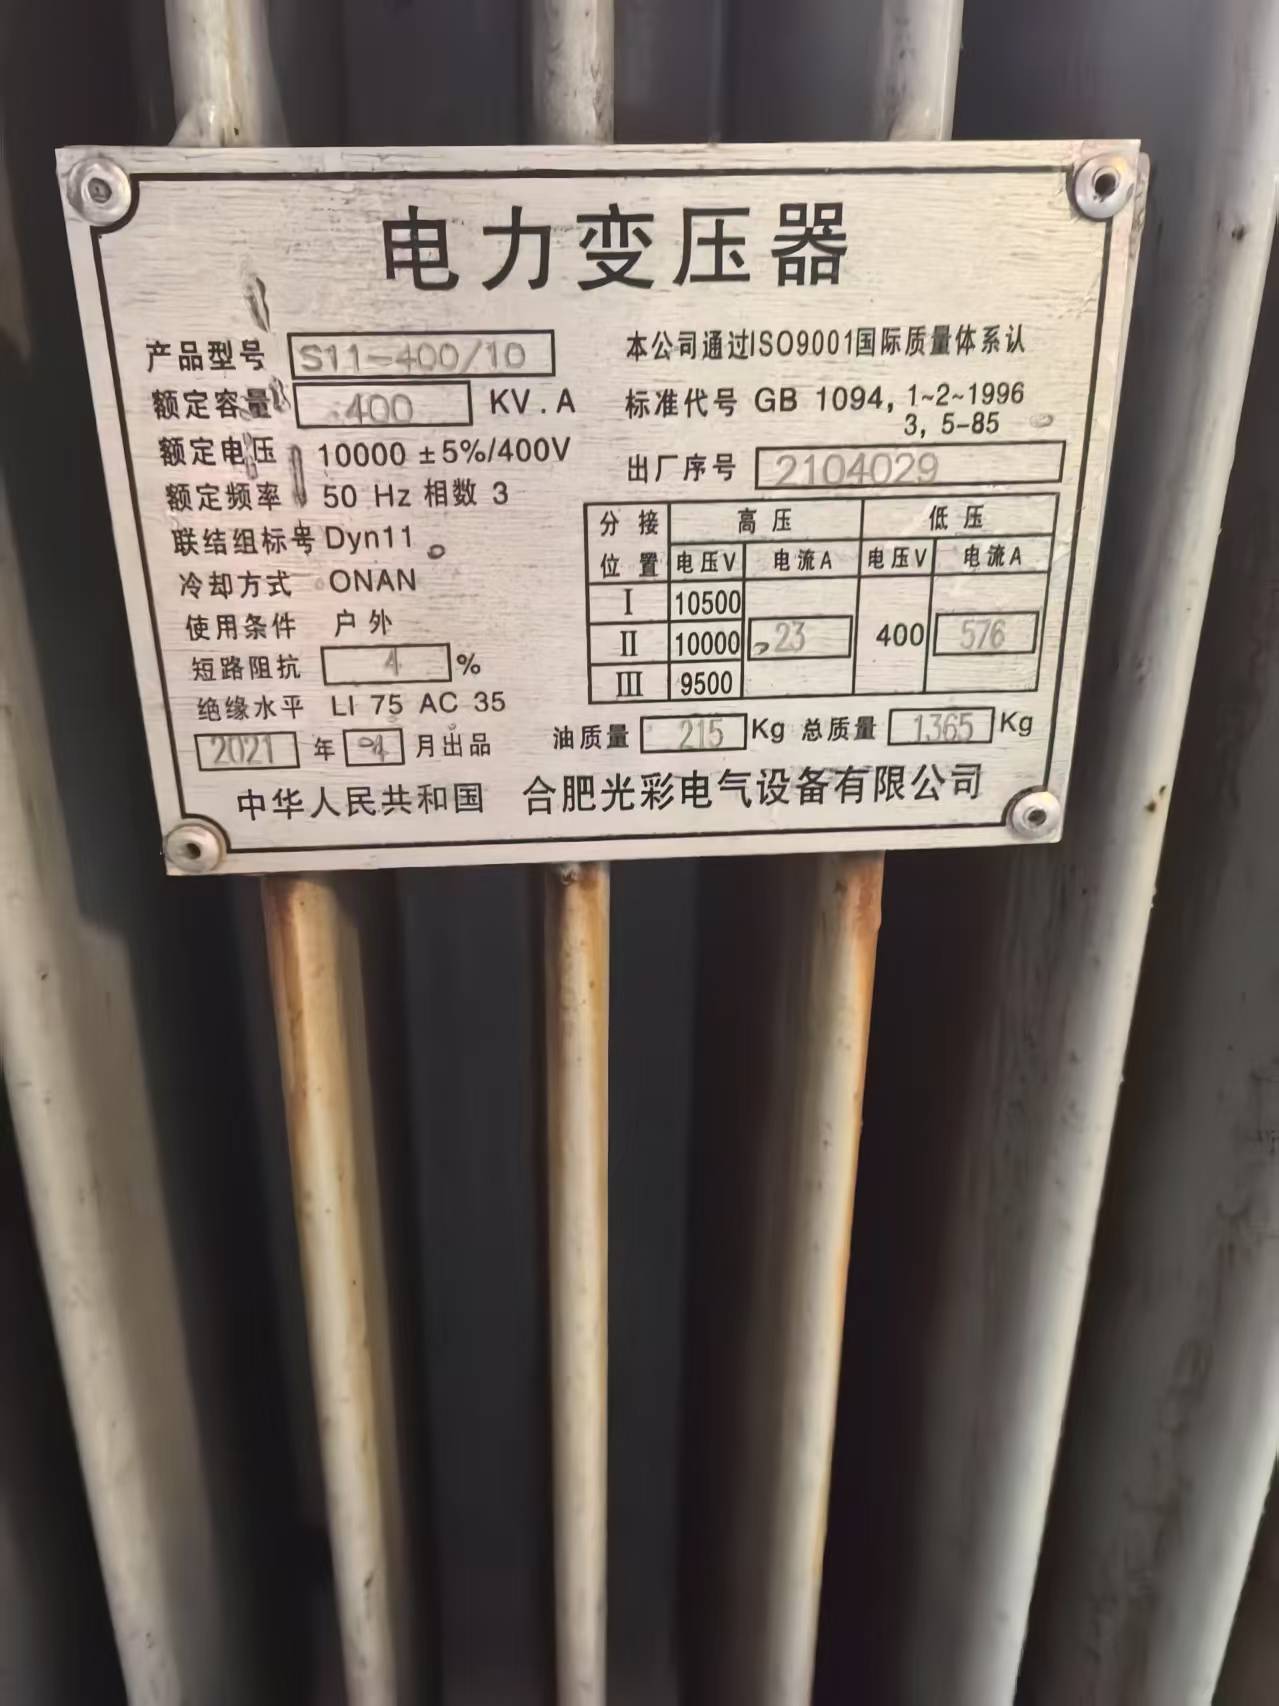 电力变压器
产品型号 S11-400/10
额定容量 400 KV.A
额定电压 10000 ±5%/400V
额定频率 50 Hz 相数 3
联结组标号 Dyn11
冷却方式 ONAN
使用条件 户外
短路阻抗 4 %
绝缘水平 LI 75 AC 35
2021 年 4 月出品
本公司通过ISO9001国际质量体系认
标准代号 GB 1094, 1~2~1996
3, 5-85
出厂序号 2104029
分接 高压 低压
位置 电压V 电流A 电压V 电流A
Ⅰ 10500
Ⅱ 10000 23 400 576
Ⅲ 9500
油质量 215 Kg 总质量 1365 Kg
中华人民共和国 合肥光彩电气设备有限公司